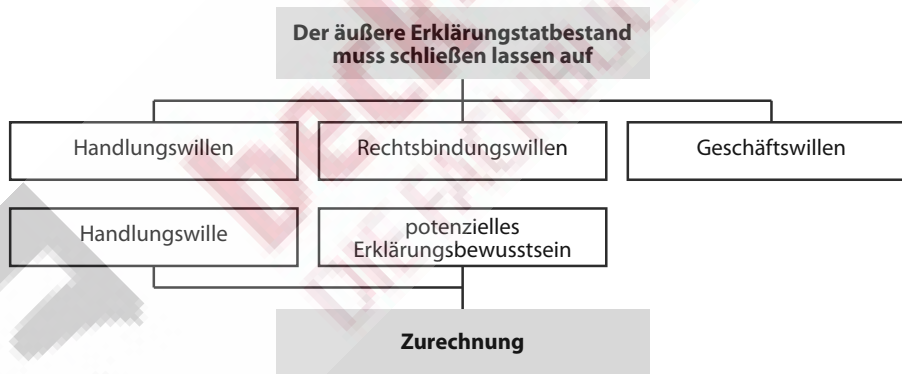 Der äußere Erklärungstatbestand
muss schließen lassen auf
Handlungswillen
Rechtsbindungswillen
Geschäftswillen
Handlungswille
potenzielles
Erklärungsbewusstsein
Zurechnung